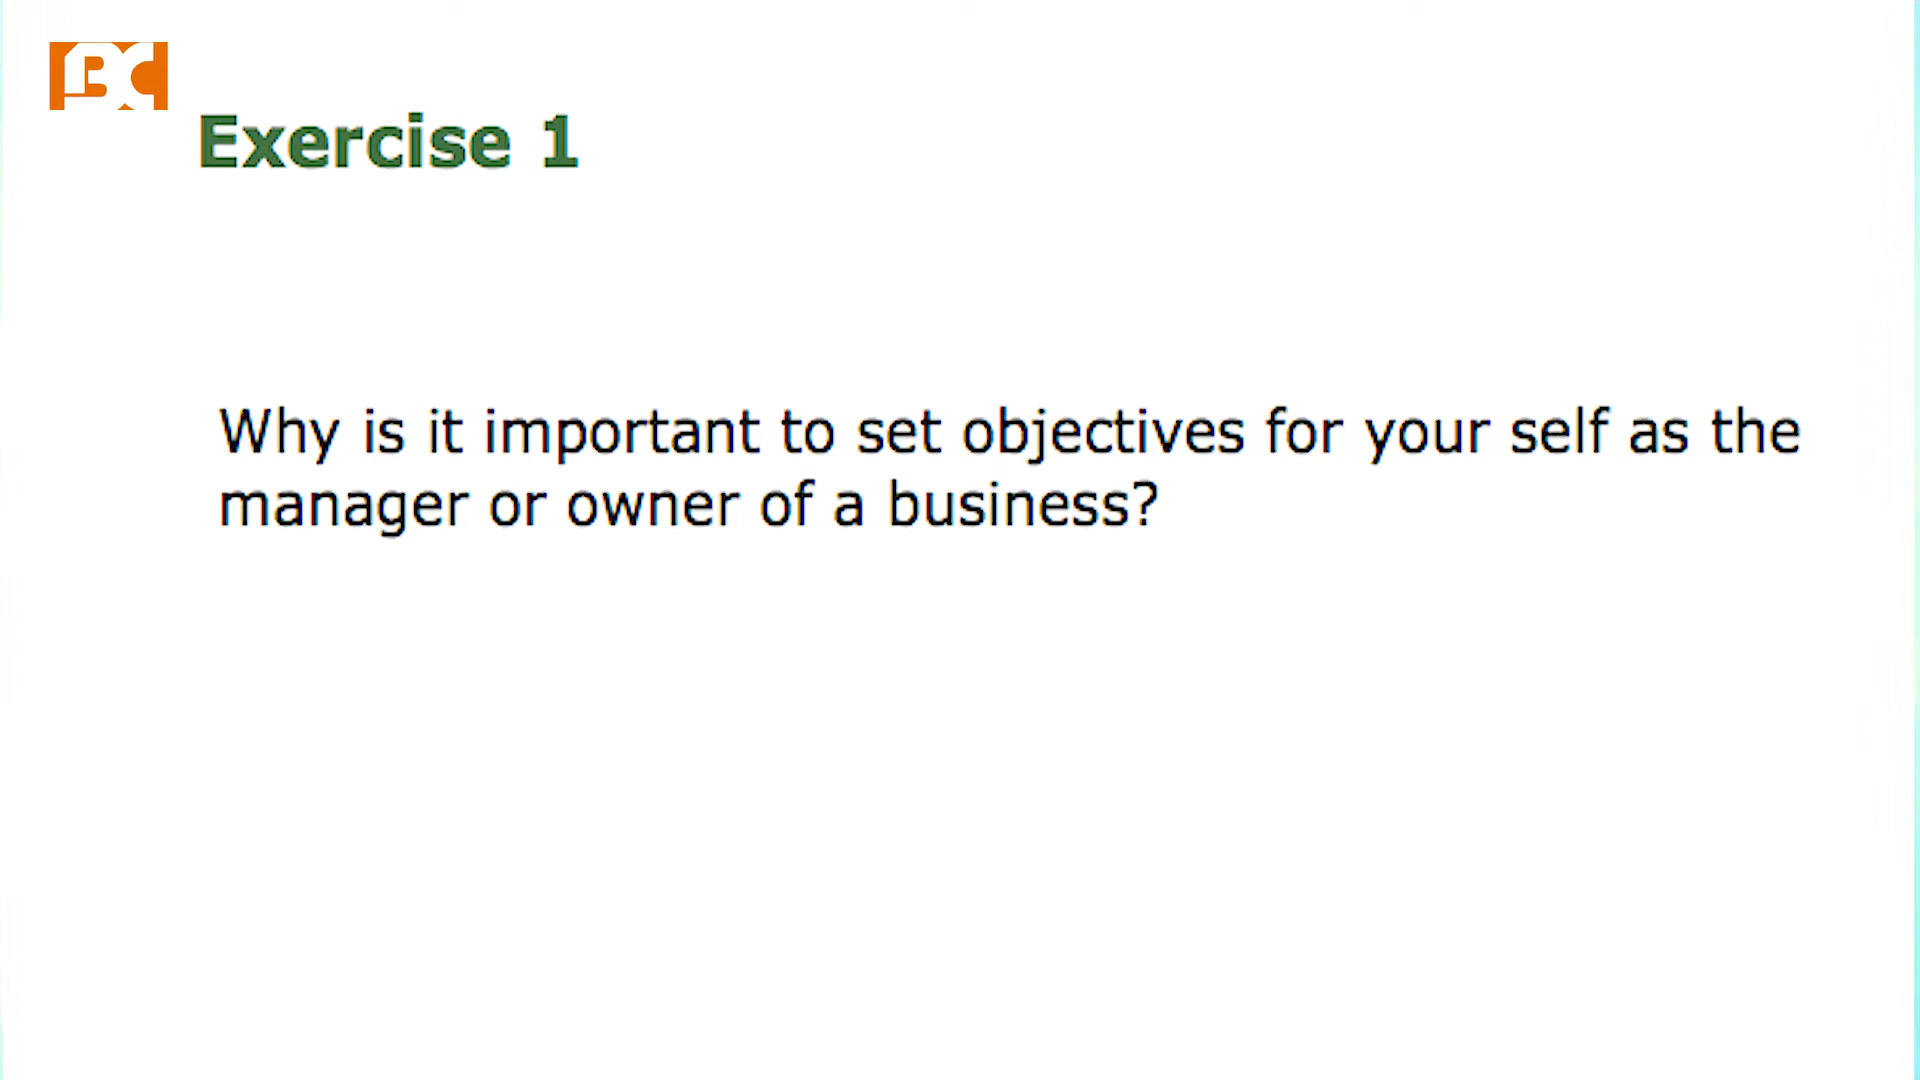 BC
Exercise 1
Why is it important to set objectives for your self as the
manager or owner of a business?